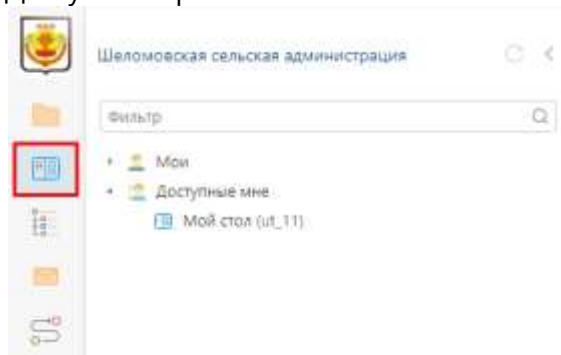 Шеломовская сельская администрация
Фильтр
Мои
Доступные мне
Мой стол (ut_11)